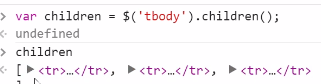 > var children = $('tbody').children();
< undefined
> children
< [ ▶<tr>…</tr>, ▶<tr>…</tr>, ▶<tr>…</tr>